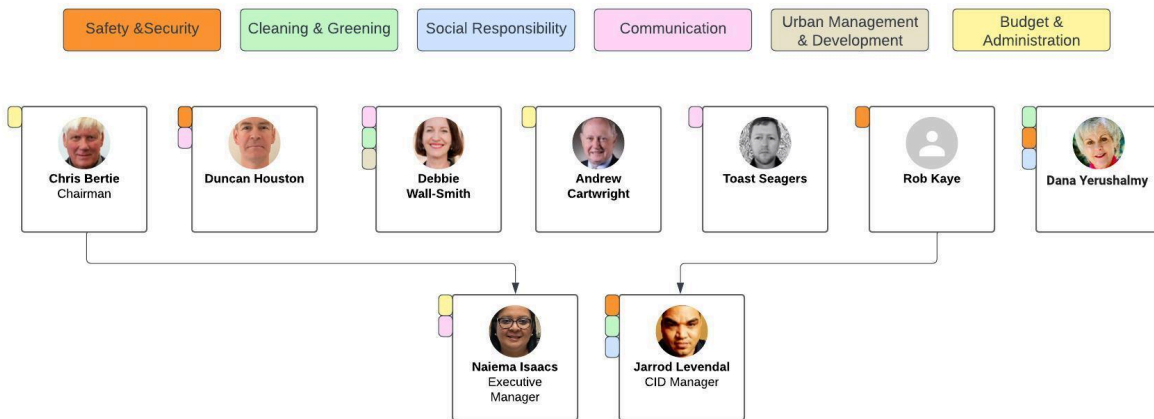 Safety &Security
Cleaning & Greening
Social Responsibility
Communication
Urban Management
& Development
Budget &
Administration
Chris Bertie
Chairman
Duncan Houston
Debbie
Wall-Smith
Andrew
Cartwright
Toast Seagers
Rob Kaye
Dana Yerushalmy
Naiema Isaacs
Executive
Manager
Jarrod Levendal
CID Manager